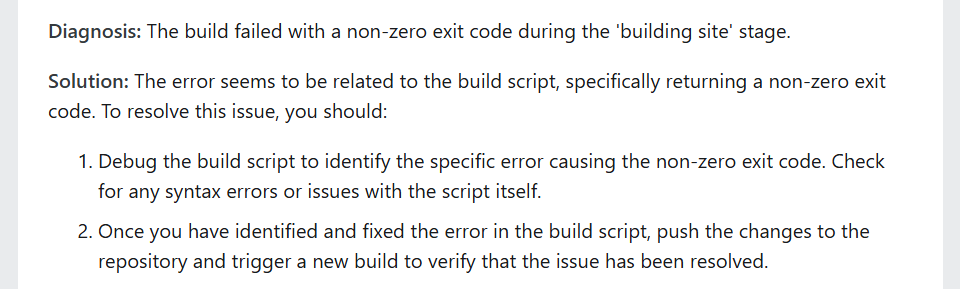 Diagnosis: The build failed with a non-zero exit code during the 'building site' stage.
Solution: The error seems to be related to the build script, specifically returning a non-zero exit
code. To resolve this issue, you should:
1. Debug the build script to identify the specific error causing the non-zero exit code. Check
for any syntax errors or issues with the script itself.
2. Once you have identified and fixed the error in the build script, push the changes to the
repository and trigger a new build to verify that the issue has been resolved.